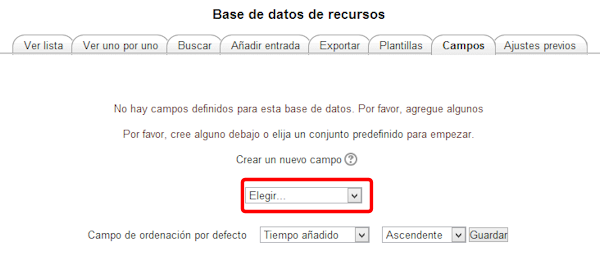 Base de datos de recursos
Ver lista Ver uno por uno Buscar Añadir entrada Exportar Plantillas Campos Ajustes previos
No hay campos definidos para esta base de datos. Por favor, agregue algunos
Por favor, cree alguno debajo o elija un conjunto predefinido para empezar.
Crear un nuevo campo ?
Elegir...
Campo de ordenación por defecto Tiempo añadido Ascendente Guardar